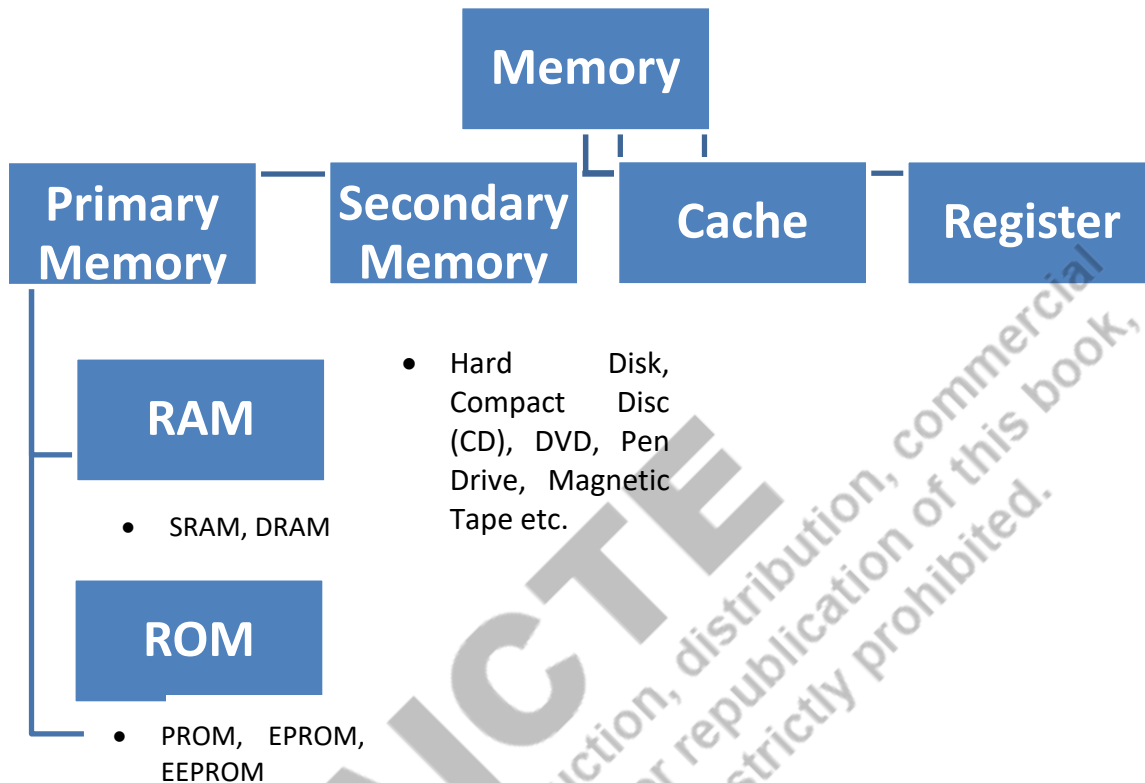 Memory
Primary
Memory
Secondary
Memory
Cache
Register
RAM
• SRAM, DRAM
ROM
• PROM, EPROM,
EEPROM
• Hard Disk,
Compact Disc
(CD), DVD, Pen
Drive, Magnetic
Tape etc.
AICTE
distribution, commercial
or republication of this book,
strictly prohibited.